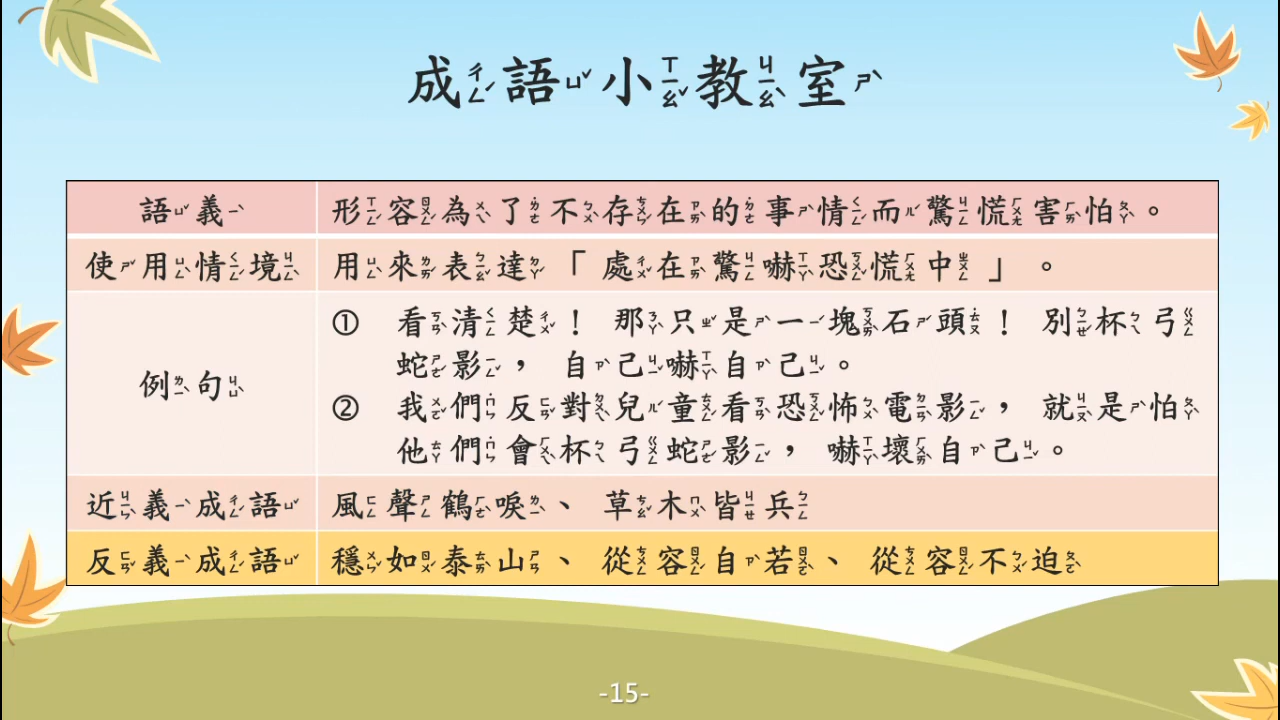 成語小教室
語義 形容為了不存在的事情而驚慌害怕。
使用情境 用來表達「處在驚嚇恐慌中」。
例句
① 看清楚！那只是一塊石頭！別杯弓
蛇影，自己嚇自己。
② 我們反對兒童看恐怖電影，就是怕
他們會杯弓蛇影，嚇壞自己。
近義成語 風聲鶴唳、草木皆兵
反義成語 穩如泰山、從容自若、從容不迫
-15-